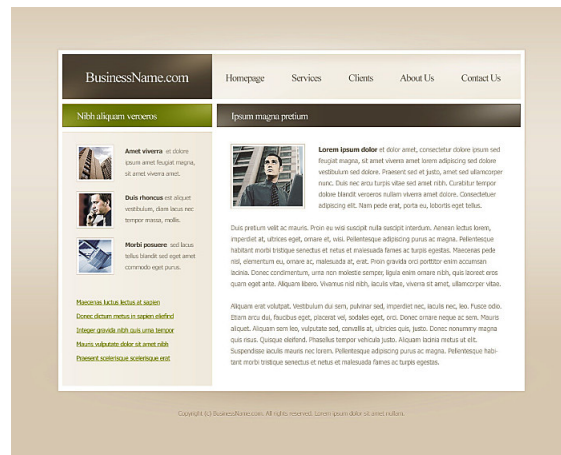 BusinessName.com
Homepage Services Clients About Us Contact Us
Nibh aliquam veroeros
Ipsum magna pretium
Amet viverra et dolore
ipsum amet feugiat magna,
sit amet viverra amet.
Duis rhoncus est aliquet
vestibulum, diam lacus nec
tempor massa, mollis.
Morbi posuere sed lacus
tellus blandit sed eget amet
commodo eget purus.
Maecenas luctus lectus at sapien
Donec dictum metus in sapien eleifend
Integer gravida nibh quis urna tempor
Mauris vulputate dolor sit amet nibh
Praesent scelerisque scelerisque erat
Lorem ipsum dolor et dolor amet, consectetur dolore ipsum sed
feugiat magna, sit amet viverra amet lorem adipiscing sed dolore
vestibulum sed dolore. Praesent sed et justo, amet sed ullamcorper
nunc. Duis nec arcu turpis vitae sed amet nibh. Curabitur tempor
dolore blandit veroeros nullam viverra amet dolore. Consectetuer
adipiscing elit. Nam pede erat, porta eu, lobortis eget tellus.
Duis pretium velit ac mauris. Proin eu wisi suscipit nulla suscipit interdum. Aenean lectus lorem,
imperdiet at, ultrices eget, ornare et, wisi. Pellentesque adipiscing purus ac magna. Pellentesque
habitant morbi tristique senectus et netus et malesuada fames ac turpis egestas. Maecenas pede
nisl, elementum eu, ornare ac, malesuada at, erat. Proin gravida orci porttitor enim accumsan
lacinia. Donec condimentum, urna non molestie semper, ligula enim ornare nibh, quis laoreet eros
quam eget ante. Aliquam libero. Vivamus nisl nibh, iaculis vitae, viverra sit amet, ullamcorper vitae.
Aliquam erat volutpat. Vestibulum dui sem, pulvinar sed, imperdiet nec, iaculis nec, leo. Fusce odio.
Etiam arcu dui, faucibus eget, placerat vel, sodales eget, orci. Donec ornare neque ac sem. Mauris
aliquet. Aliquam sem leo, vulputate sed, convallis at, ultricies quis, justo. Donec nonummy magna
quis risus. Quisque eleifend. Phasellus tempor vehicula justo. Aliquam lacinia metus ut elit.
Suspendisse iaculis mauris nec lorem. Pellentesque adipiscing purus ac magna. Pellentesque habi-
tant morbi tristique senectus et netus et malesuada fames ac turpis egestas.
Copyright (c) BusinessName.com. All rights reserved. Lorem ipsum dolor sit amet nullam.